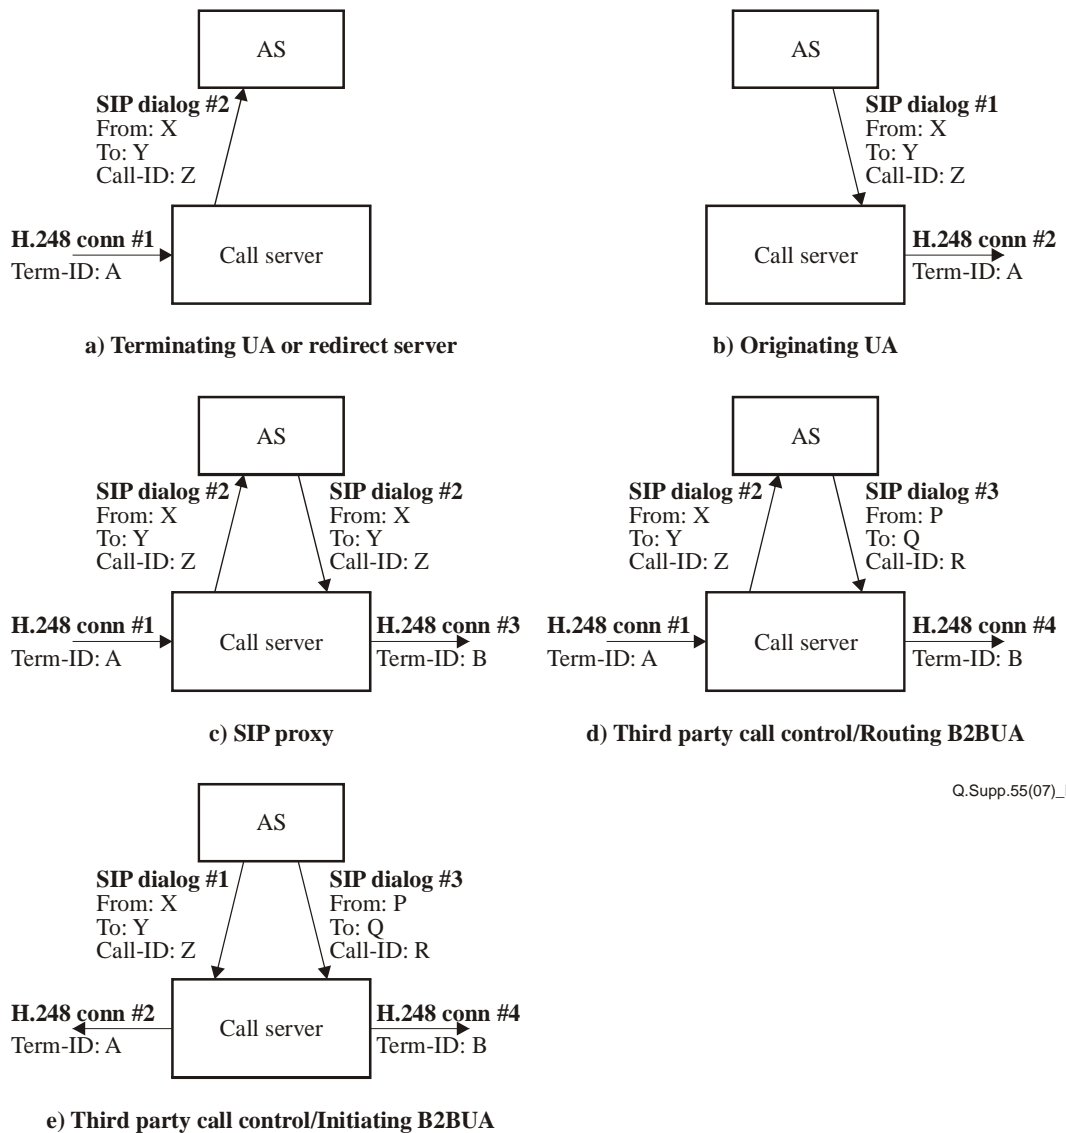 AS
SIP dialog #2
From: X
To: Y
Call-ID: Z
H.248 conn #1
Term-ID: A
Call server
a) Terminating UA or redirect server
AS
SIP dialog #1
From: X
To: Y
Call-ID: Z
Call server
H.248 conn #2
Term-ID: A
b) Originating UA
AS
SIP dialog #2
From: X
To: Y
Call-ID: Z
SIP dialog #2
From: X
To: Y
Call-ID: Z
H.248 conn #1
Term-ID: A
Call server
H.248 conn #3
Term-ID: B
c) SIP proxy
AS
SIP dialog #2
From: X
To: Y
Call-ID: Z
SIP dialog #3
From: P
To: Q
Call-ID: R
H.248 conn #1
Term-ID: A
Call server
H.248 conn #4
Term-ID: B
d) Third party call control/Routing B2BUA
Q.Supp.55(07)_
AS
SIP dialog #1
From: X
To: Y
Call-ID: Z
SIP dialog #3
From: P
To: Q
Call-ID: R
H.248 conn #2
Term-ID: A
Call server
H.248 conn #4
Term-ID: B
e) Third party call control/Initiating B2BUA